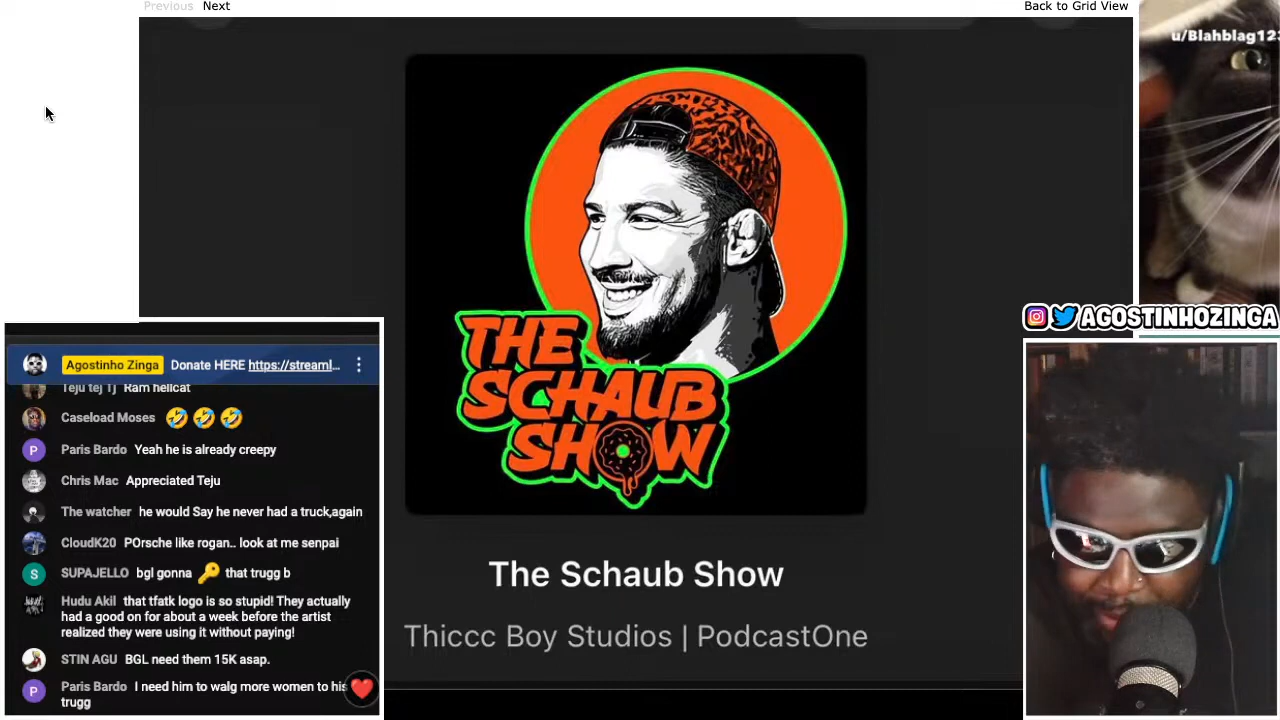 Previous Next
Back to Grid View
u/Blahblag123
THE
SCHAUB
SHOW
The Schaub Show
Thiccc Boy Studios | PodcastOne
AGOSTINHOZINGA
Agostinho Zinga Donate HERE https://streaml...
Teju tej Tj Ram hellcat
Caseload Moses 🤣🤣🤣
P Paris Bardo Yeah he is already creepy
Chris Mac Appreciated Teju
The watcher he would Say he never had a truck,again
CloudK20 POrsche like rogan.. look at me senpai
S SUPAJELLO bgl gonna 🔑 that trugg b
Hudu Akil that tfatk logo is so stupid! They actually
had a good on for about a week before the artist
realized they were using it without paying!
STIN AGU BGL need them 15K asap.
P Paris Bardo I need him to walg more women to his
trugg